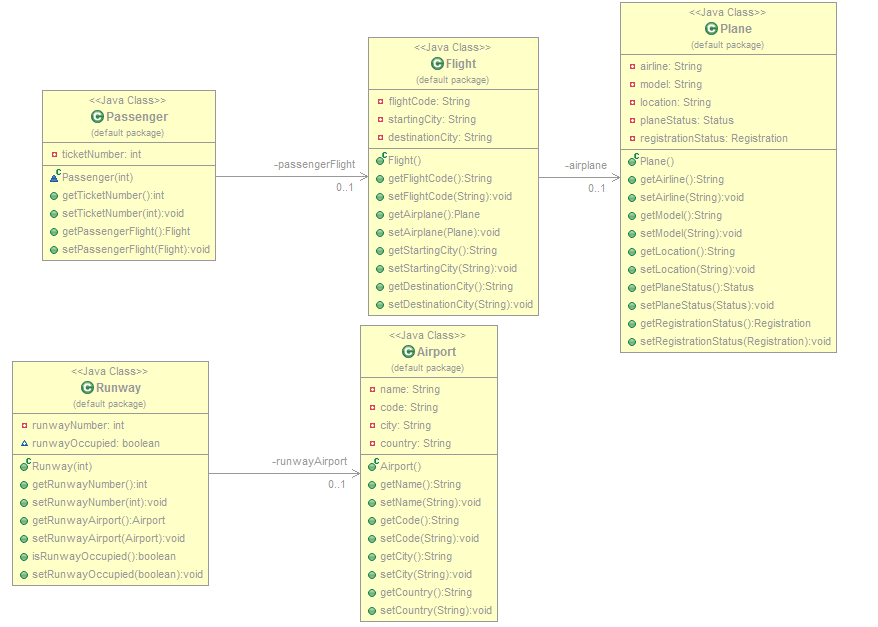 <<Java Class>>
Passenger
(default package)
ticketNumber: int
Passenger(int)
getTicketNumber():int
setTicketNumber(int):void
getPassengerFlight():Flight
setPassengerFlight(Flight):void
-passengerFlight
0..1
<<Java Class>>
Flight
(default package)
flightCode: String
startingCity: String
destinationCity: String
Flight()
getFlightCode():String
setFlightCode(String):void
getAirplane():Plane
setAirplane(Plane):void
getStartingCity():String
setStartingCity(String):void
getDestinationCity():String
setDestinationCity(String):void
-airplane
0..1
<<Java Class>>
Plane
(default package)
airline: String
model: String
location: String
planeStatus: Status
registrationStatus: Registration
Plane()
getAirline():String
setAirline(String):void
getModel():String
setModel(String):void
getLocation():String
setLocation(String):void
getPlaneStatus():Status
setPlaneStatus(Status):void
getRegistrationStatus():Registration
setRegistrationStatus(Registration):void
<<Java Class>>
Runway
(default package)
runwayNumber: int
runwayOccupied: boolean
Runway(int)
getRunwayNumber():int
setRunwayNumber(int):void
getRunwayAirport():Airport
setRunwayAirport(Airport):void
isRunwayOccupied():boolean
setRunwayOccupied(boolean):void
-runwayAirport
0..1
<<Java Class>>
Airport
(default package)
name: String
code: String
city: String
country: String
Airport()
getName():String
setName(String):void
getCode():String
setCode(String):void
getCity():String
setCity(String):void
getCountry():String
setCountry(String):void